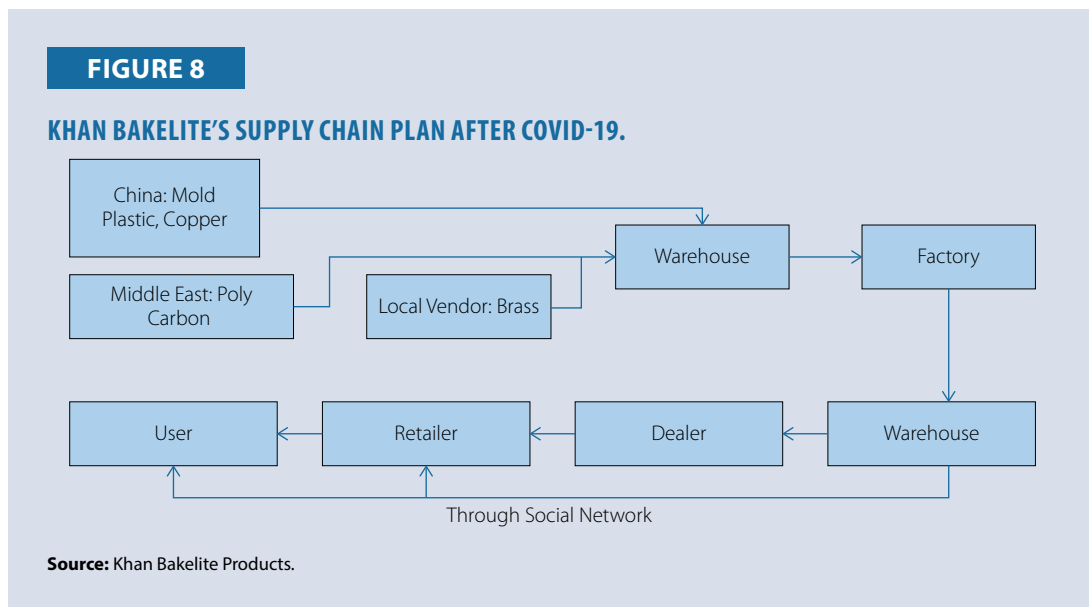 FIGURE 8
KHAN BAKELITE'S SUPPLY CHAIN PLAN AFTER COVID-19.
China: Mold
Plastic, Copper
Warehouse
Factory
Middle East: Poly
Carbon
Local Vendor: Brass
User
Retailer
Dealer
Warehouse
Through Social Network
Source: Khan Bakelite Products.